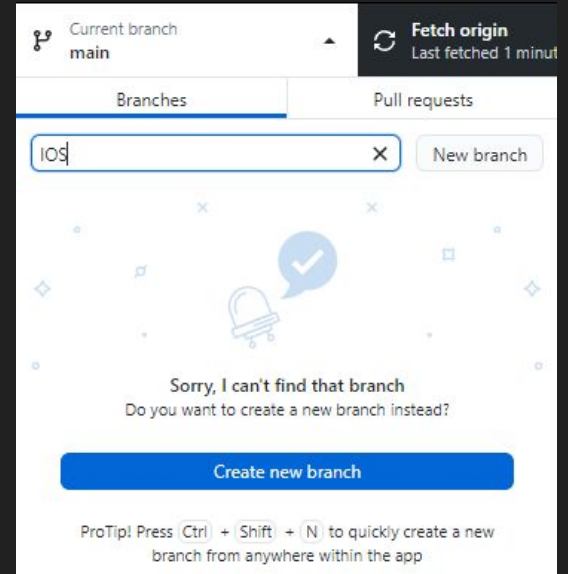 Current branch
main
Fetch origin
Last fetched 1 minut
Branches
Pull requests
IOS
New branch
Sorry, I can't find that branch
Do you want to create a new branch instead?
Create new branch
ProTip! Press Ctrl + Shift + N to quickly create a new
branch from anywhere within the app